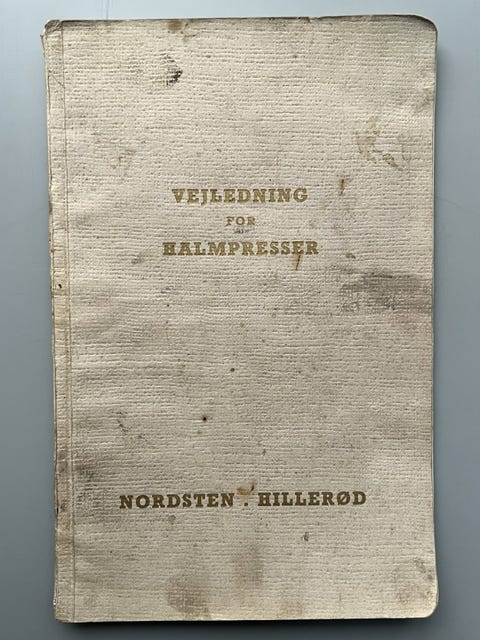 VEJLEDNING
FOR
HALMPRESSER
NORDSTEN . HILLERØD